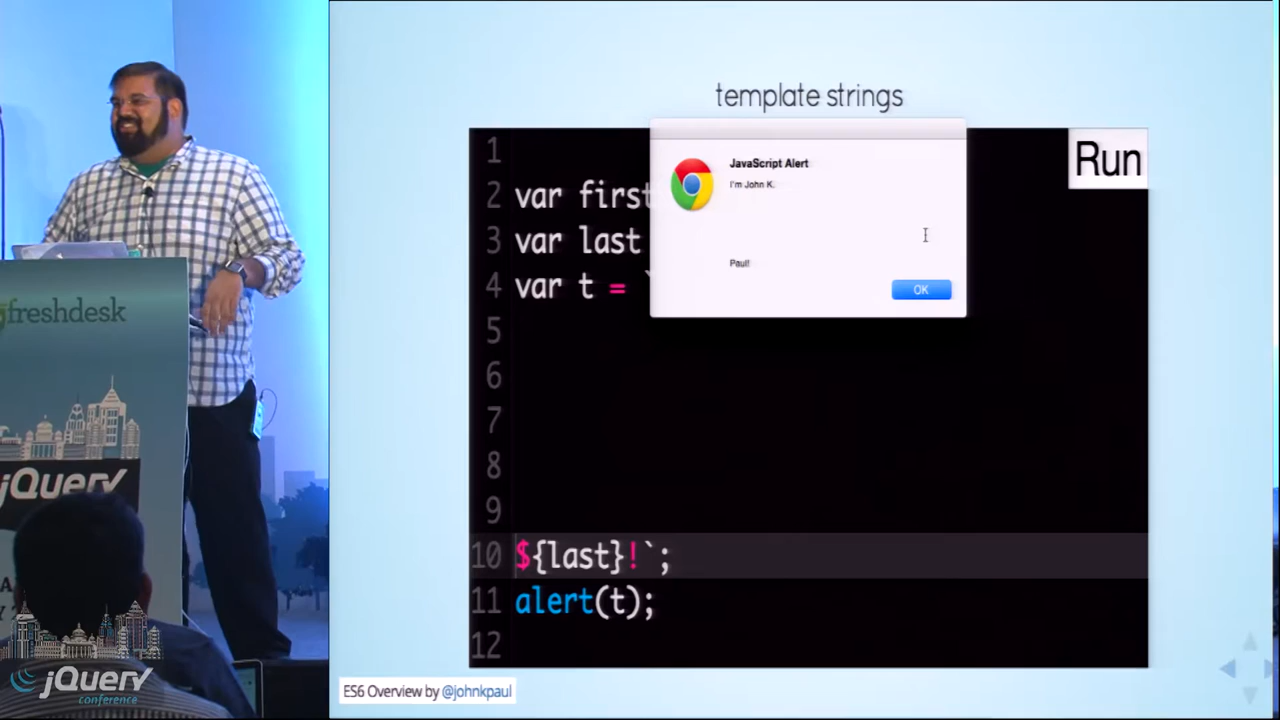 template strings
Run
JavaScript Alert
I'm John K.
Paul!
OK
1
2 var first
3 var last
4 var t = `
5
6
7
8
9
10 ${last}!`;
11 alert(t);
12
ES6 Overview by @johnkpaul
freshdesk
jQuery
jQuery
conference